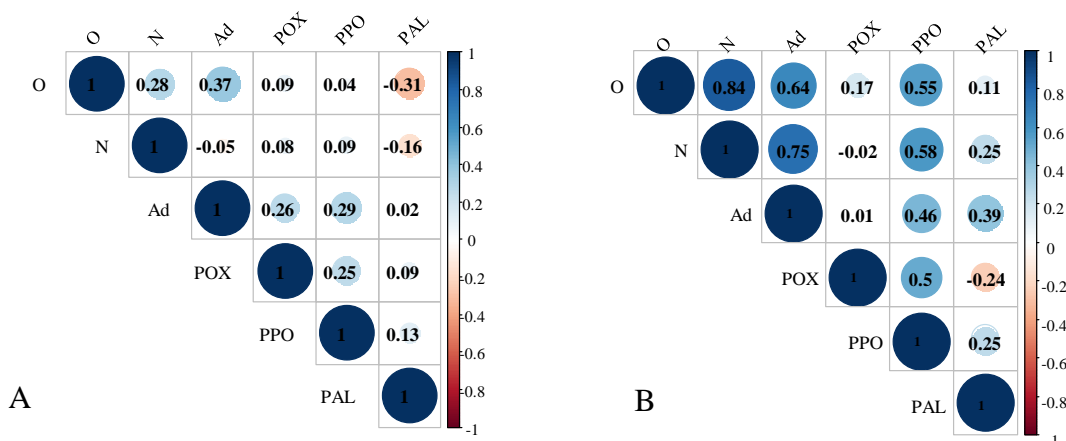 O N Ad POX PPO PAL
O 1 0.28 0.37 0.09 0.04 -0.31
N 1 -0.05 0.08 0.09 -0.16
Ad 1 0.26 0.29 0.02
POX 1 0.25 0.09
PPO 1 0.13
PAL 1
1
0.8
0.6
0.4
0.2
0
-0.2
-0.4
-0.6
-0.8
-1
A
O N Ad POX PPO PAL
O 1 0.84 0.64 0.17 0.55 0.11
N 1 0.75 -0.02 0.58 0.25
Ad 1 0.01 0.46 0.39
POX 1 0.5 -0.24
PPO 1 0.25
PAL 1
1
0.8
0.6
0.4
0.2
0
-0.2
-0.4
-0.6
-0.8
-1
B